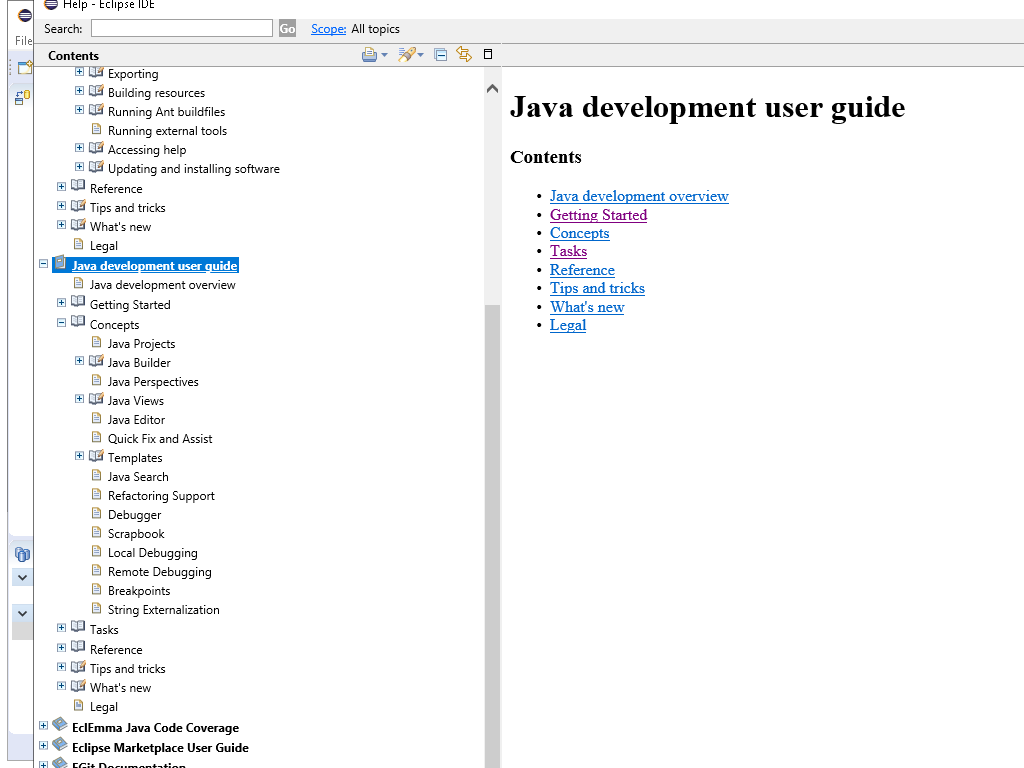 Help - Eclipse IDE
File
Search:
Go
Scope: All topics
Contents
Exporting
Building resources
Running Ant buildfiles
Running external tools
Accessing help
Updating and installing software
Reference
Tips and tricks
What's new
Legal
Java development user guide
Java development overview
Getting Started
Concepts
Java Projects
Java Builder
Java Perspectives
Java Views
Java Editor
Quick Fix and Assist
Templates
Java Search
Refactoring Support
Debugger
Scrapbook
Local Debugging
Remote Debugging
Breakpoints
String Externalization
Tasks
Reference
Tips and tricks
What's new
Legal
EclEmma Java Code Coverage
Eclipse Marketplace User Guide
EGit Documentation
Java development user guide
Contents
• Java development overview
• Getting Started
• Concepts
• Tasks
• Reference
• Tips and tricks
• What's new
• Legal